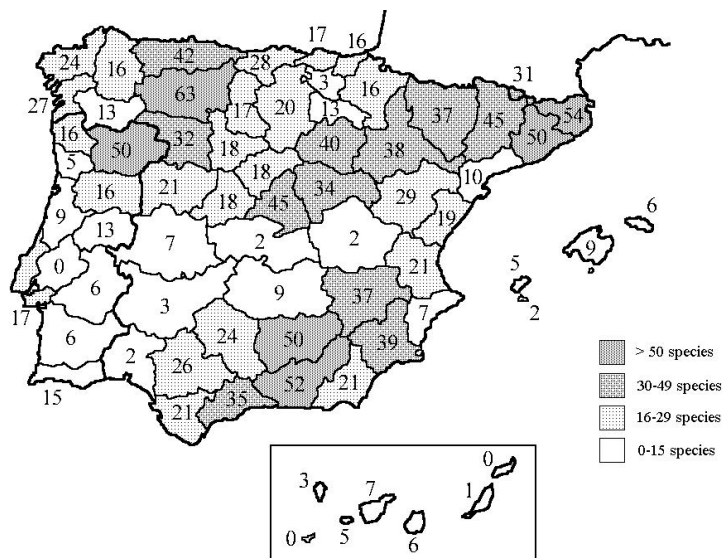 17 16
24 16 42 28
3 31
27 13 63 17 20 13 16 37 45 50 54
16 50 32 18 40 38
5 18 10
16 21 18 45 34 29 19
9 13 7 2 2 6
0 9
6 21 5
3 9 37 2
17 7
6 24 50 39
2 26 52 21
15 21 35
> 50 species
30-49 species
16-29 species
0-15 species
0
3 7 1
0 5 6